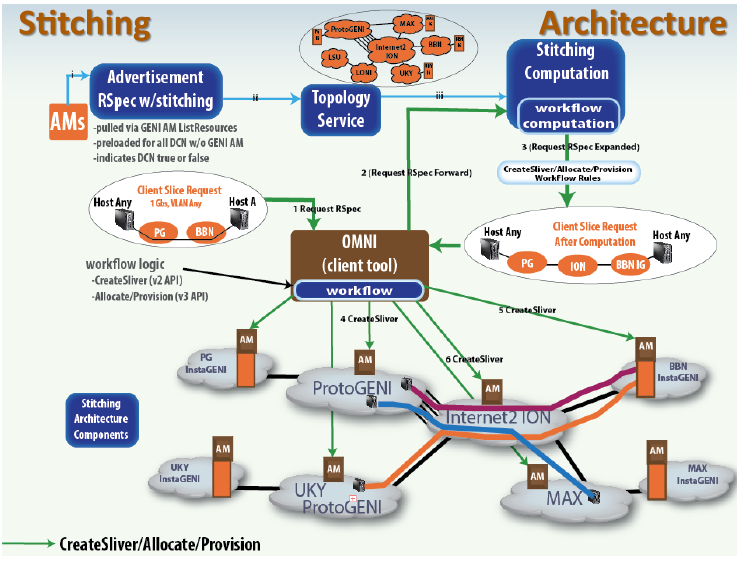 Stitching
Architecture
ProtoGENI
MAX
Internet2
ION
BBN
LSU
LONI
UKY
Stitching
Computation
workflow
computation
i
Advertisement
RSpec w/stitching
ii
Topology
Service
iii
AMs
-pulled via GENI AM ListResources
-preloaded for all DCN w/o GENI AM
-indicates DCN true or false
3 (Request RSpec Expanded)
2 (Request RSpec Forward)
CreateSliver/Allocate/Provision
WorkFlow Rules
Client Slice Request
1 Gbs, VLAN Any
Host Any
Host A
PG
BBN
1 Request RSpec
Client Slice Request
After Computation
Host Any
Host Any
PG
ION
BBN IG
OMNI
(client tool)
workflow
workflow logic
-CreateSliver (v2 API)
-Allocate/Provision (v3 API)
4 CreateSliver
5 CreateSliver
6 CreateSliver
AM
PG
InstaGENI
AM
ProtoGENI
AM
Internet2 ION
AM
BBN
InstaGENI
Stitching
Architecture
Components
AM
UKY
InstaGENI
AM
UKY
ProtoGENI
AM
MAX
AM
MAX
InstaGENI
CreateSliver/Allocate/Provision